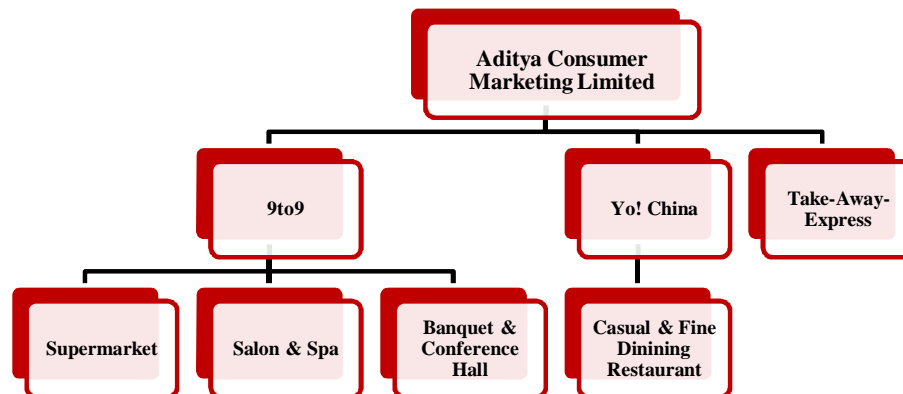 Aditya Consumer
Marketing Limited
9to9
Yo! China
Take-Away-
Express
Supermarket
Salon & Spa
Banquet &
Conference
Hall
Casual & Fine
Dinining
Restaurant